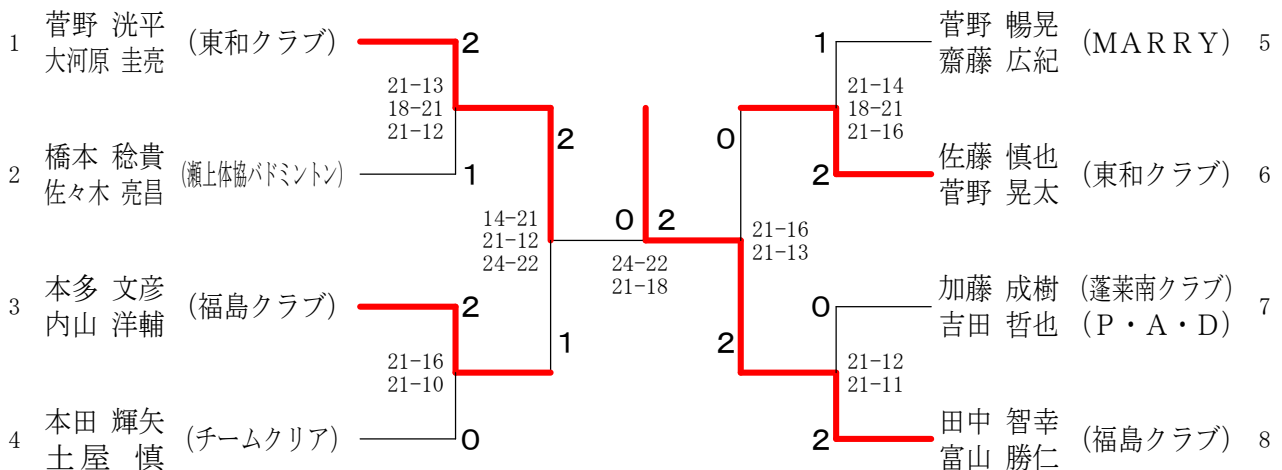 1 菅野 洸平 (東和クラブ) 2
大河原 圭亮
21-13
18-21
21-12
2
2 橋本 稔貴 (瀬上体協バドミントン) 1
佐々木 亮昌
14-21
21-12
24-22
3 本多 文彦 (福島クラブ) 2
内山 洋輔
21-16
21-10
1
4 本田 輝矢 (チームクリア) 0
土屋 慎
0 2
24-22
21-18
1 菅野 暢晃 (MARRY) 5
齋藤 広紀
21-14
18-21
21-16
0
2 佐藤 慎也 (東和クラブ) 6
菅野 晃太
21-16
21-13
0 加藤 成樹 (蓬莱南クラブ) 7
吉田 哲也 (P・A・D)
21-12
21-11
2
2 田中 智幸 (福島クラブ) 8
富山 勝仁